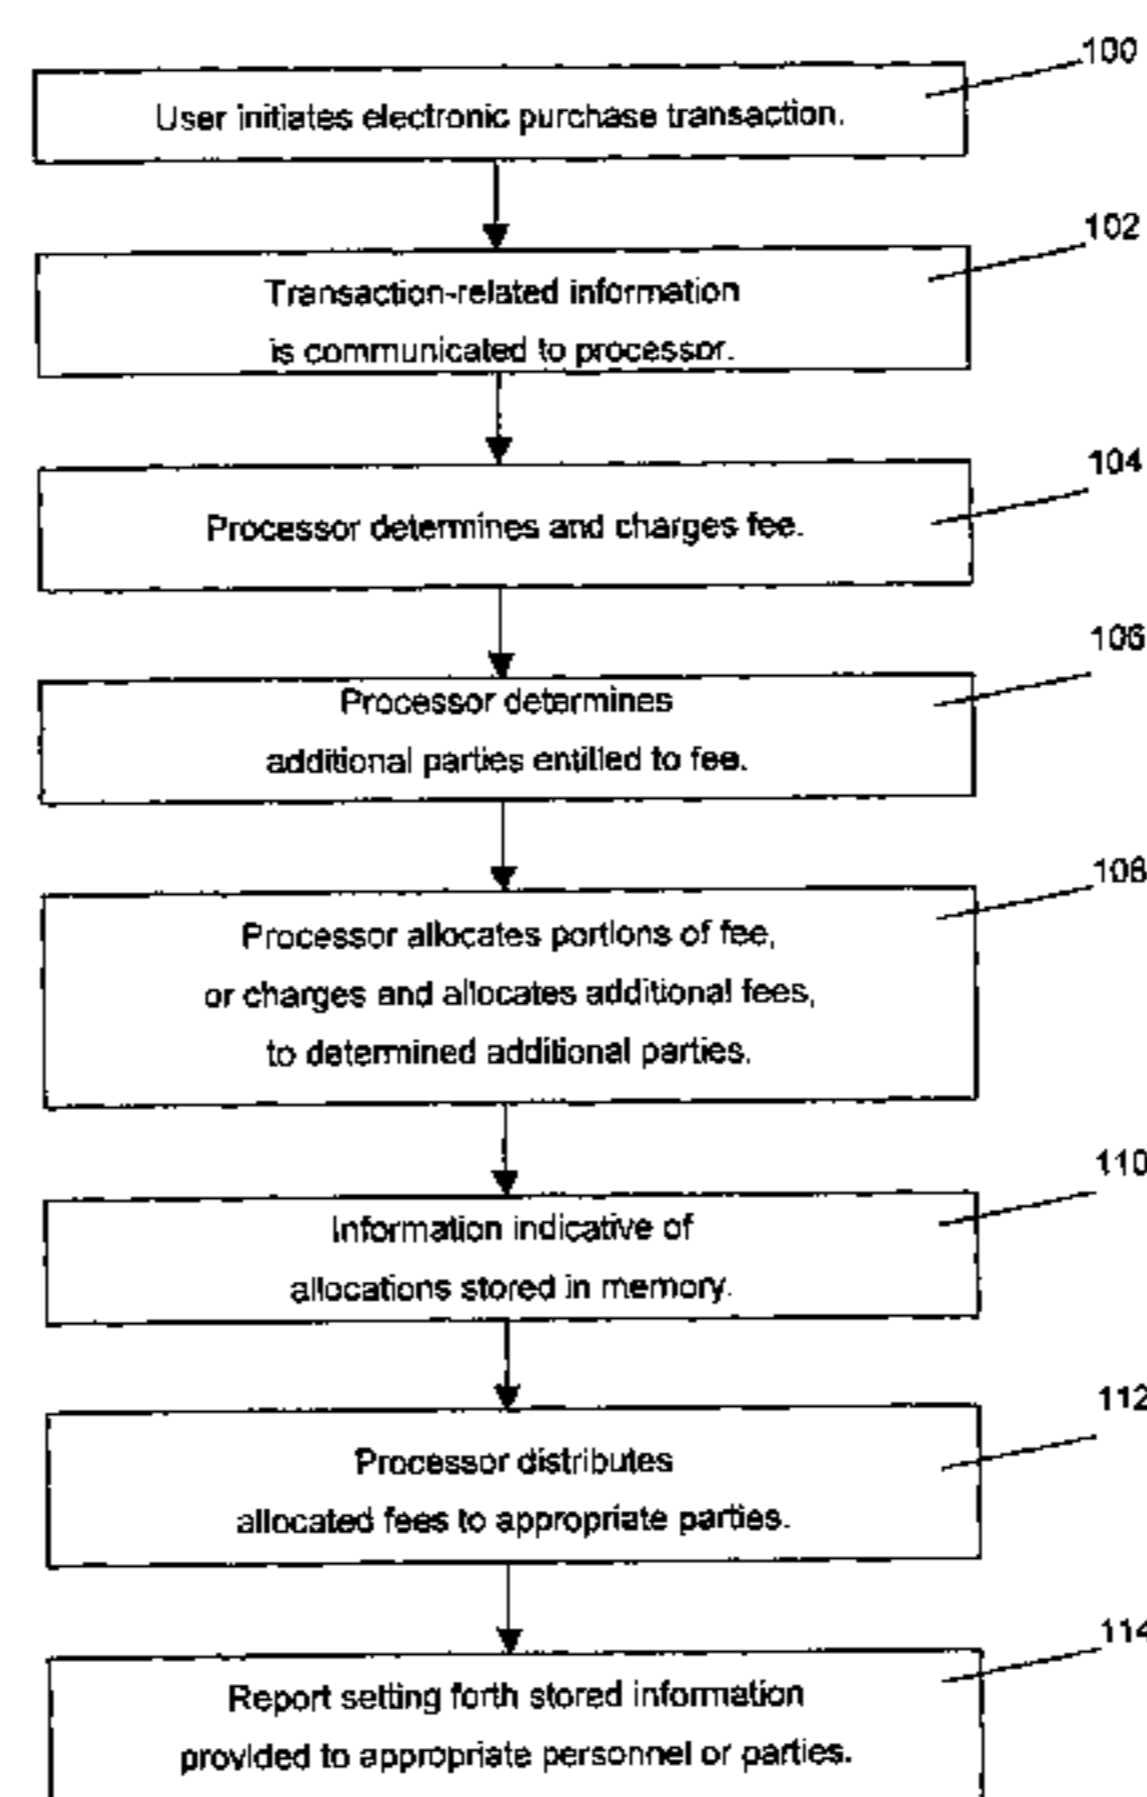 100
User initiates electronic purchase transaction.
102
Transaction-related information
is communicated to processor.
104
Processor determines and charges fee.
106
Processor determines
additional parties entitled to fee.
108
Processor allocates portions of fee,
or charges and allocates additional fees,
to determined additional parties.
110
Information indicative of
allocations stored in memory.
112
Processor distributes
allocated fees to appropriate parties.
114
Report setting forth stored information
provided to appropriate personnel or parties.